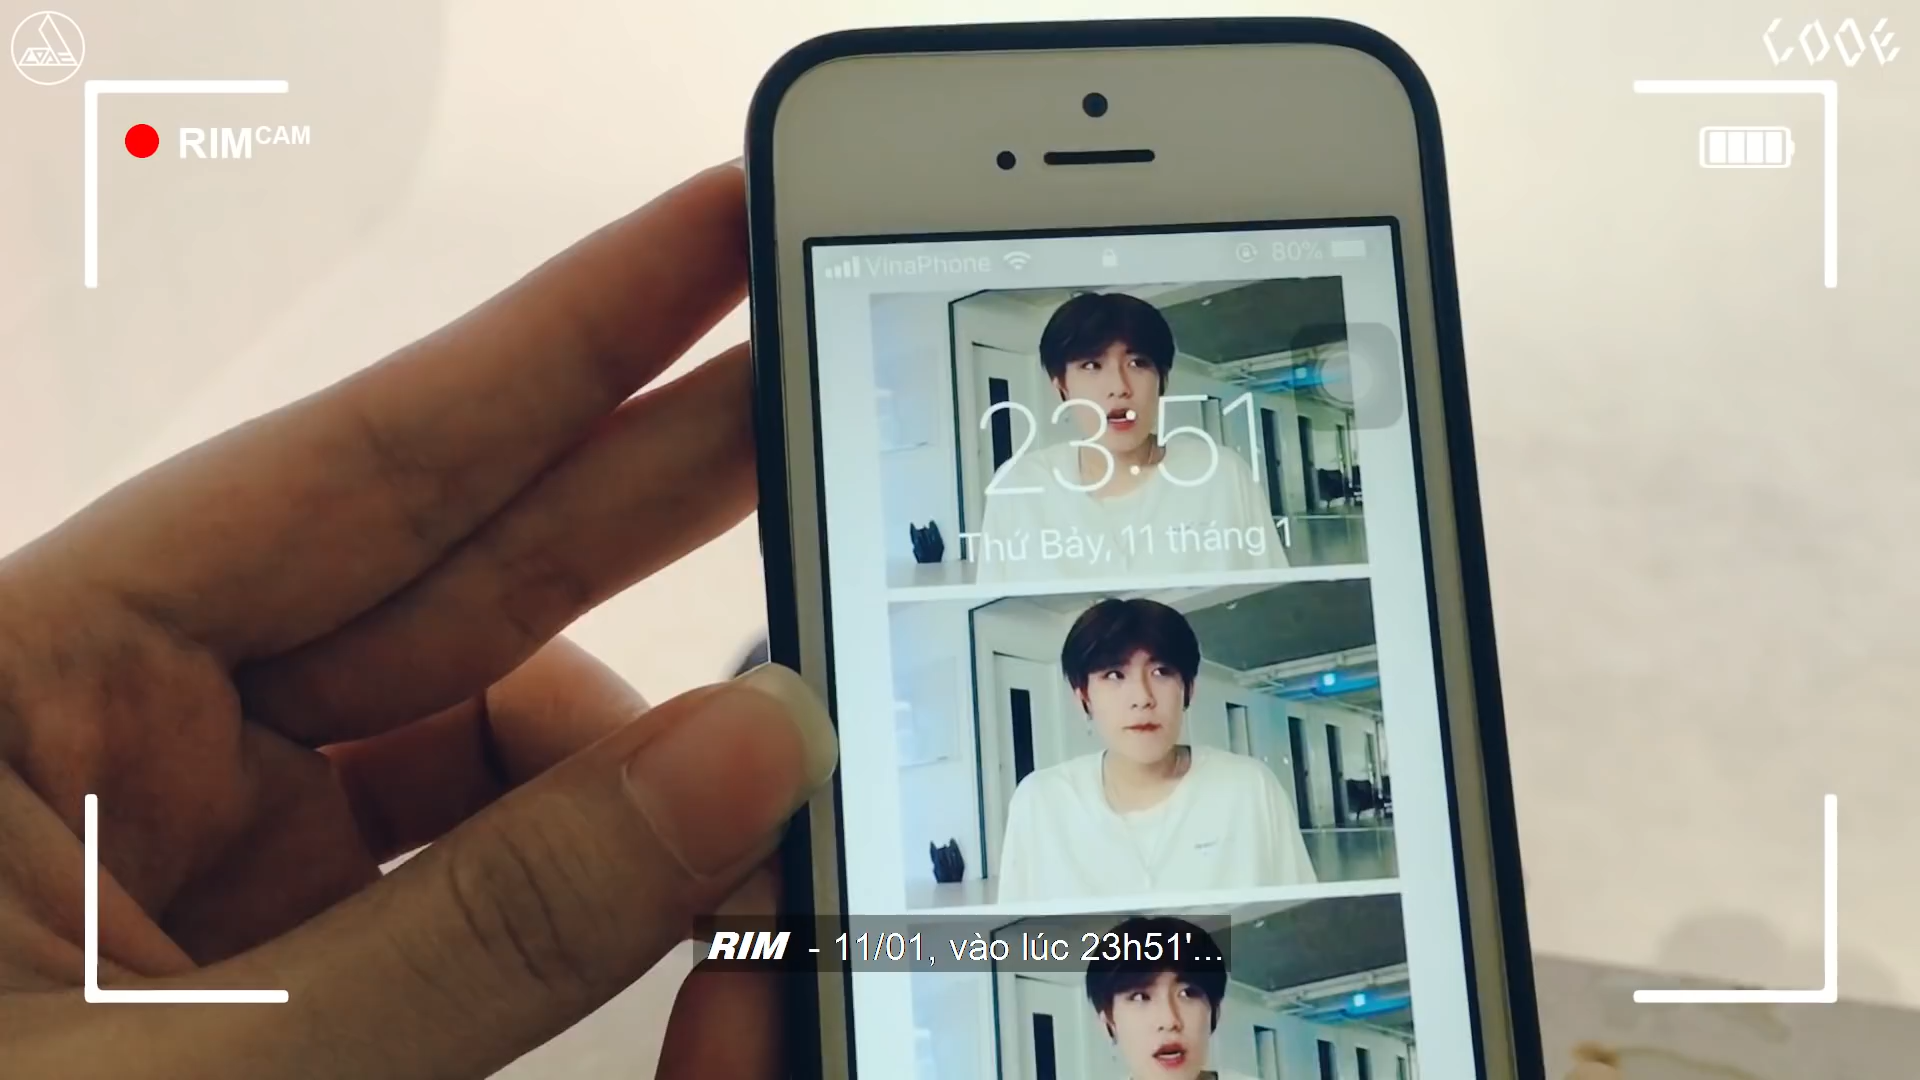 CODE
RIM CAM
VinaPhone
80%
23:51
Thứ Bảy, 11 tháng 1
RIM - 11/01, vào lúc 23h51'...